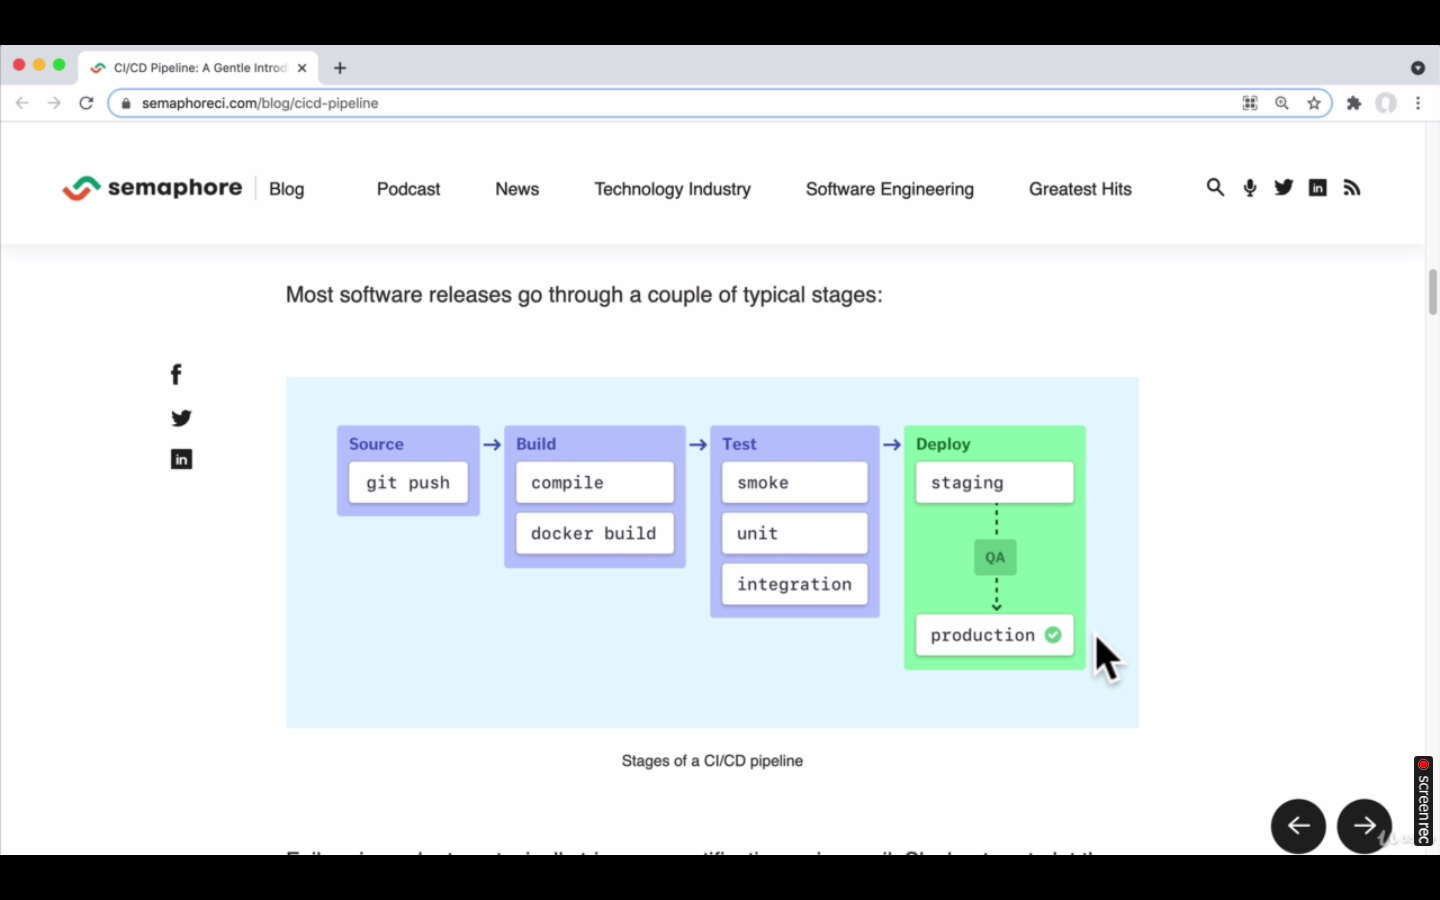 CI/CD Pipeline: A Gentle Introd
semaphoreci.com/blog/cicd-pipeline
semaphore Blog Podcast News Technology Industry Software Engineering Greatest Hits
Most software releases go through a couple of typical stages:
Source Build Test Deploy
git push compile smoke staging
docker build unit
QA
integration
production
Stages of a CI/CD pipeline
screenrec